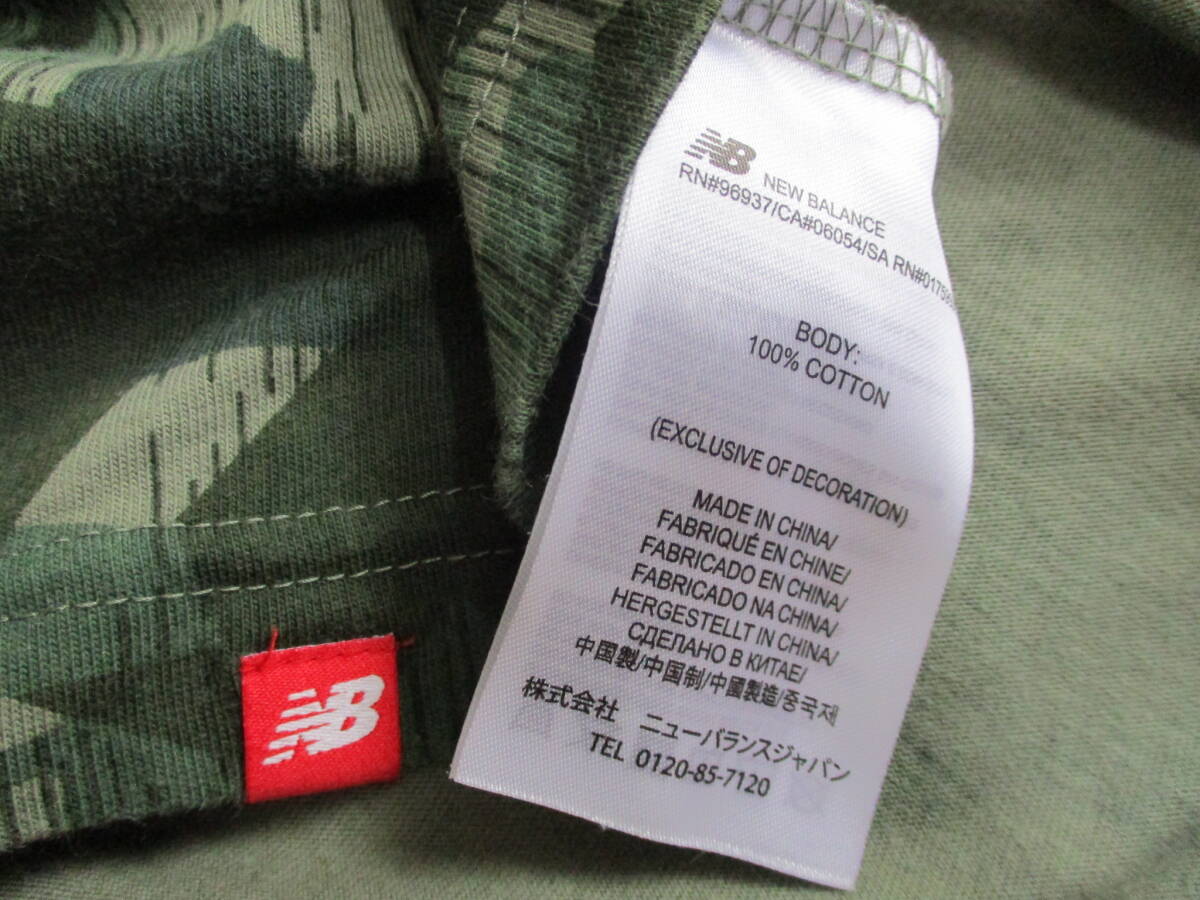 NB NEW BALANCE
RN#96937/CA#06054/SA RN#0175
BODY:
100% COTTON
(EXCLUSIVE OF DECORATION)
MADE IN CHINA/
FABRIQUÉ EN CHINE/
FABRICADO EN CHINA/
FABRICADO NA CHINA/
HERGESTELLT IN CHINA/
СДЕЛАНО В КИТАЕ/
中国製/中国制/中國製造/중국제
株式会社 ニューバランスジャパン
TEL 0120-85-7120
NB